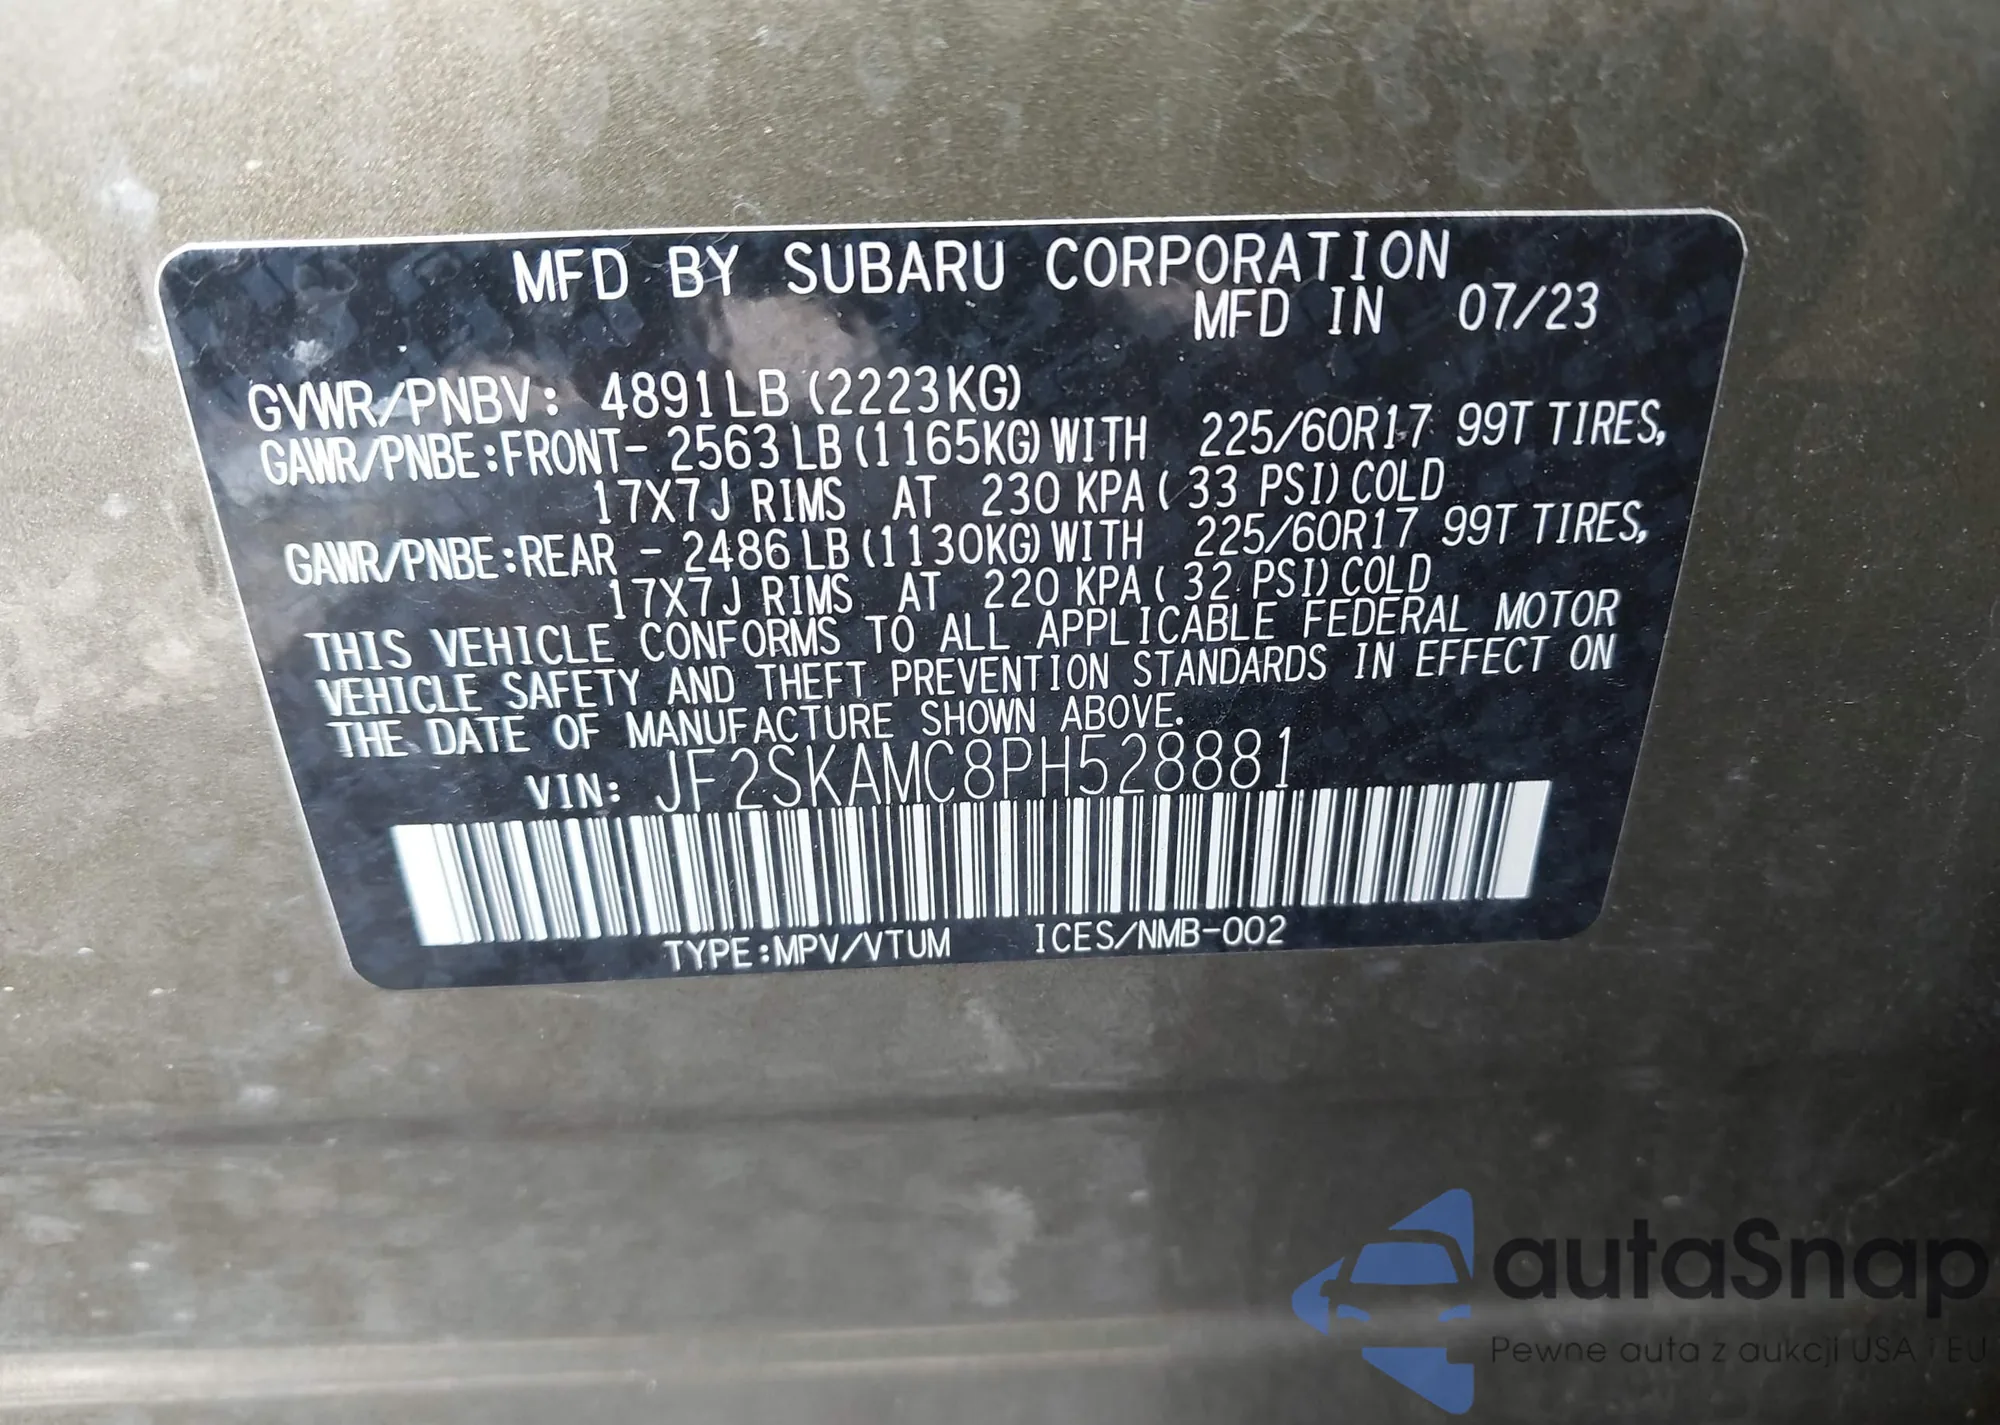 MFD BY SUBARU CORPORATION
MFD IN 07/23
GVWR/PNBV: 4891LB (2223KG)
GAWR/PNBE:FRONT- 2563 LB (1165KG) WITH 225/60R17 99T TIRES,
17X7J RIMS AT 230 KPA ( 33 PSI) COLD
GAWR/PNBE:REAR - 2486 LB (1130KG) WITH 225/60R17 99T TIRES,
17X7J RIMS AT 220 KPA ( 32 PSI) COLD
THIS VEHICLE CONFORMS TO ALL APPLICABLE FEDERAL MOTOR
VEHICLE SAFETY AND THEFT PREVENTION STANDARDS IN EFFECT ON
THE DATE OF MANUFACTURE SHOWN ABOVE.
VIN: JF2SKAMC8PH528881
TYPE:MPV/VTUM ICES/NMB-002
autaSnap
Pewne auta z aukcji USA i EU